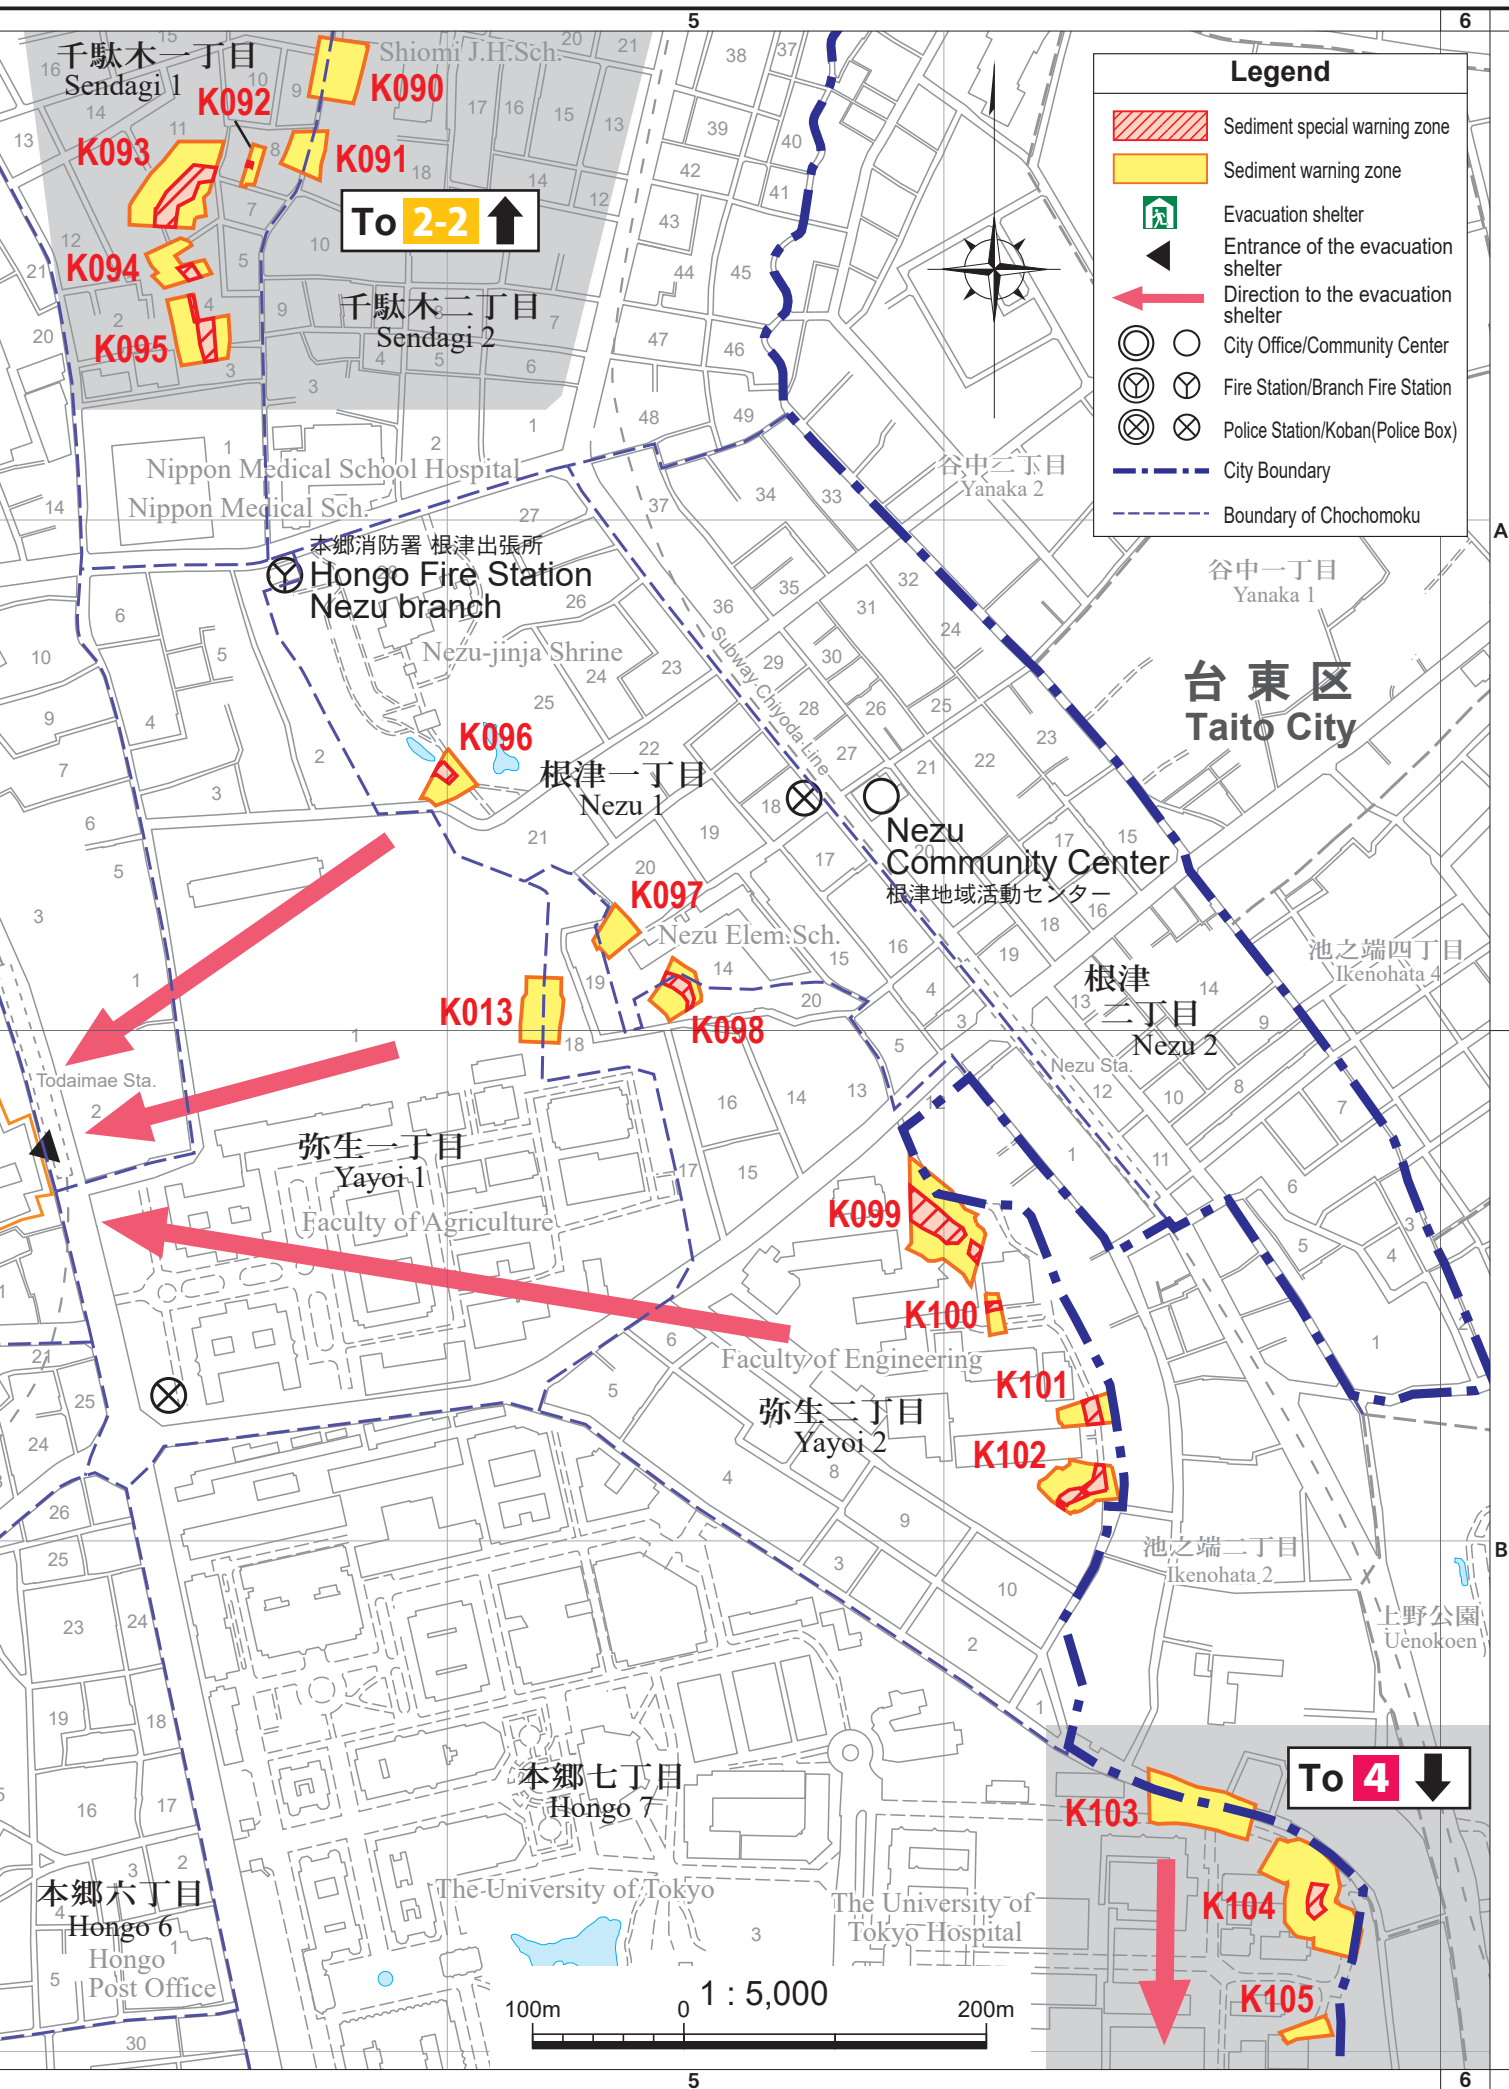 5
6
Legend
Sediment special warning zone
Sediment warning zone
Evacuation shelter
Entrance of the evacuation
shelter
Direction to the evacuation
shelter
City Office/Community Center
Fire Station/Branch Fire Station
Police Station/Koban(Police Box)
City Boundary
Boundary of Chochomoku
千駄木一丁目
Sendagi 1
Shiomi J.H.Sch.
K090
K092
K093
K091
To 2-2
K094
K095
千駄木二丁目
Sendagi 2
Nippon Medical School Hospital
Nippon Medical Sch.
谷中二丁目
Yanaka 2
A
本郷消防署 根津出張所
Hongo Fire Station
Nezu branch
谷中一丁目
Yanaka 1
Nezu-jinja Shrine
Subway Chiyoda Line
台東区
Taito City
K096
根津一丁目
Nezu 1
Nezu
Community Center
根津地域活動センター
K097
Nezu Elem.Sch.
池之端四丁目
Ikenohata 4
K013
K098
根津
二丁目
Nezu 2
Todaimae Sta.
Nezu Sta.
弥生一丁目
Yayoi 1
Faculty of Agriculture
K099
K100
Faculty of Engineering
K101
弥生二丁目
Yayoi 2
K102
池之端二丁目
Ikenohata 2
B
上野公園
Uenokoen
本郷七丁目
Hongo 7
To 4
K103
The University of Tokyo
The University of
Tokyo Hospital
K104
本郷六丁目
Hongo 6
Hongo
Post Office
K105
1 : 5,000
100m
0
200m
5
6